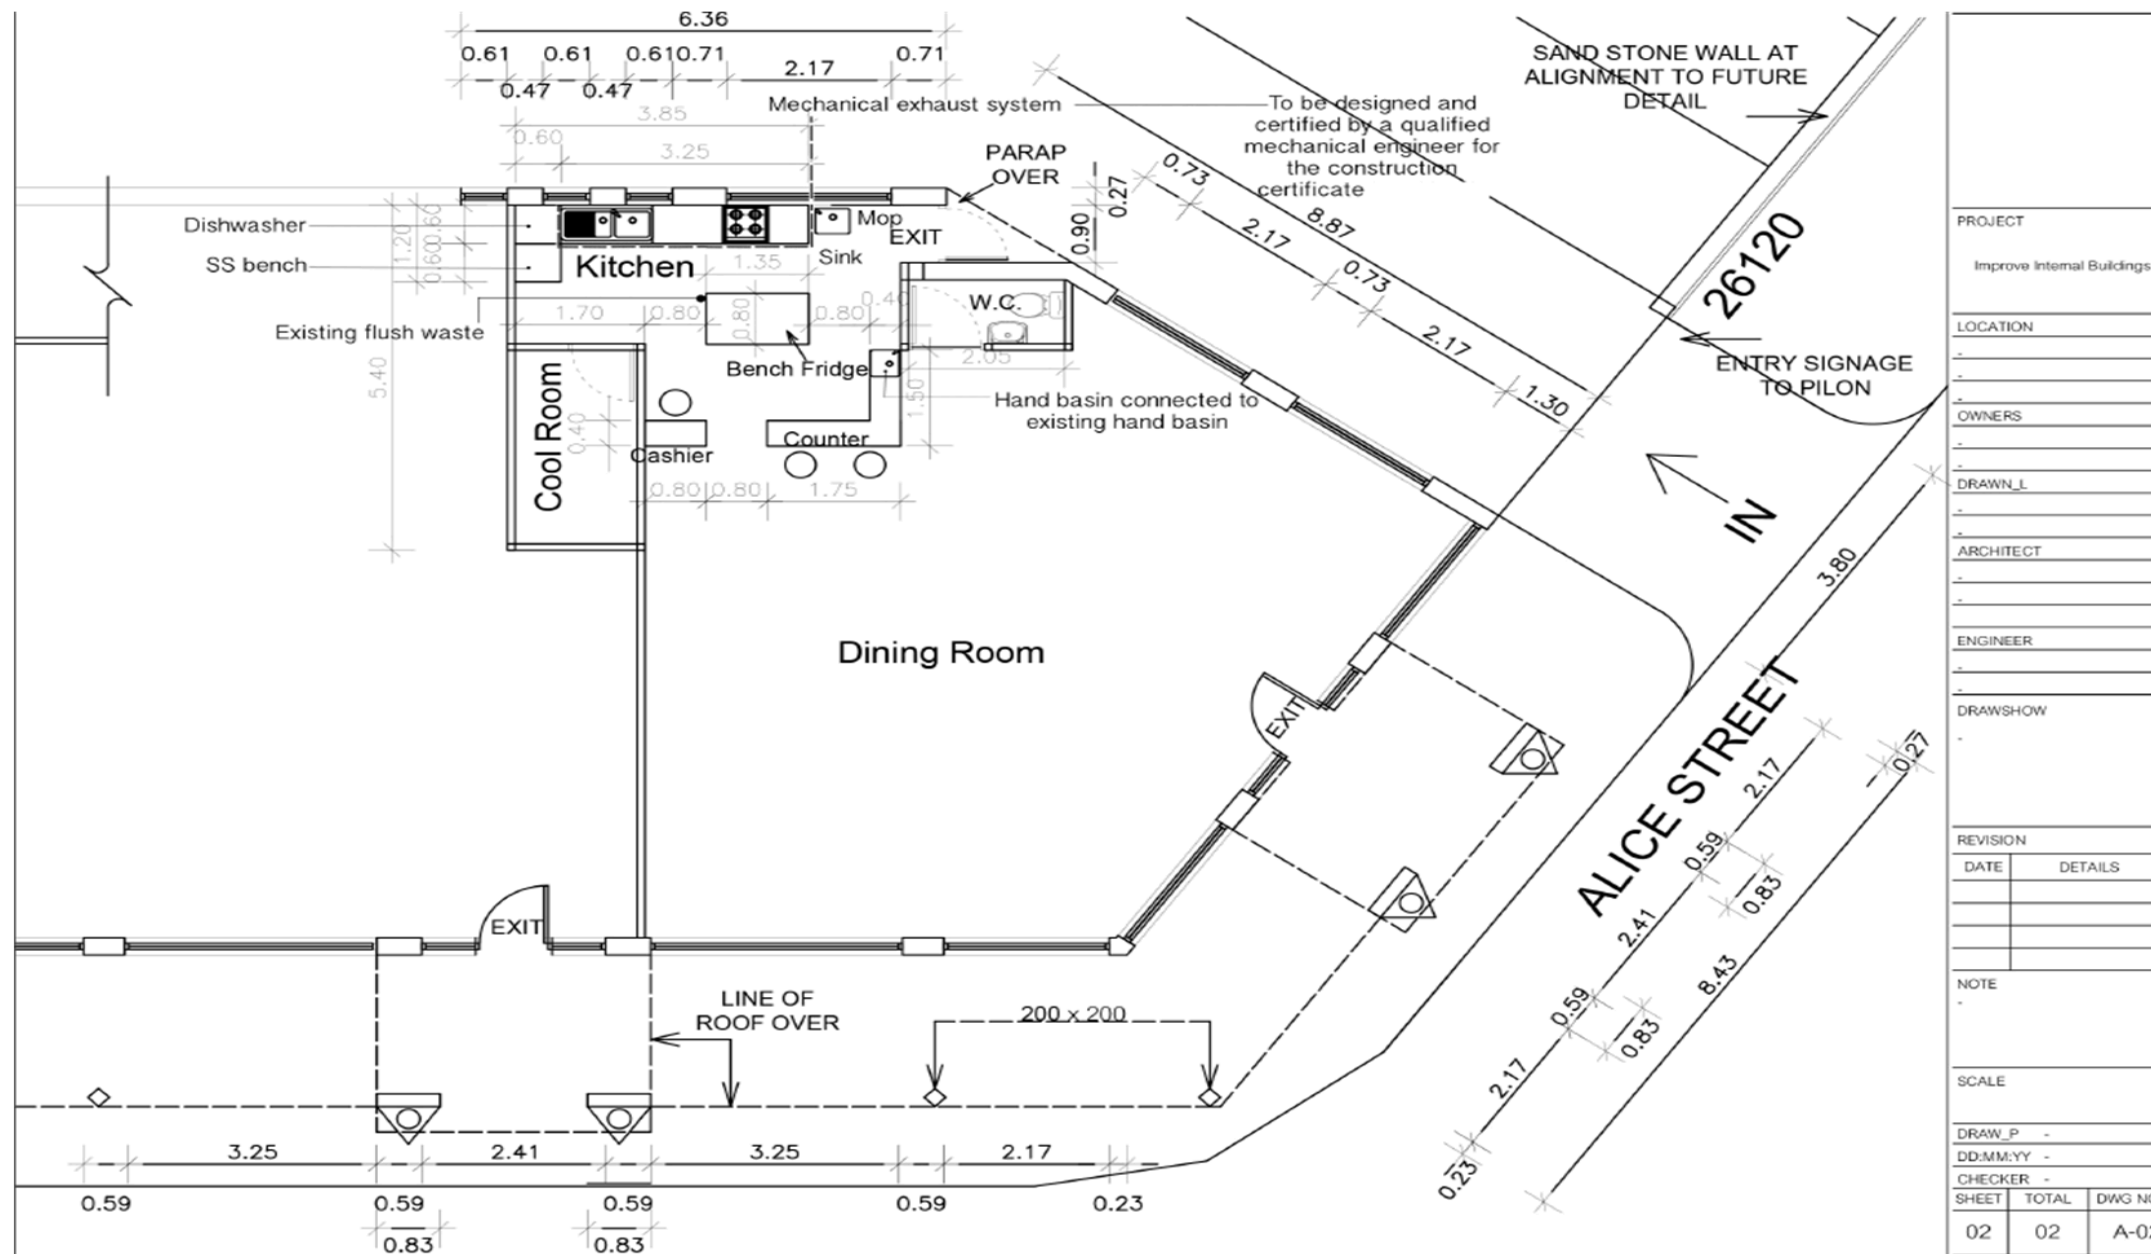 6.36
0.61 0.61 0.61 0.71 2.17 0.71
0.47 0.47
3.85
0.60 3.25
Mechanical exhaust system
To be designed and
certified by a qualified
mechanical engineer for
the construction
certificate
SAND STONE WALL AT
ALIGNMENT TO FUTURE
DETAIL
PARAP
OVER
0.27
0.90
0.73
2.17
8.87
0.73
2.17
1.30
26120
ENTRY SIGNAGE
TO PILON
IN
Dishwasher
SS bench
Existing flush waste
1.20
0.60
0.60
5.40
Kitchen
Mop
Sink
EXIT
1.35
0.80
1.70 0.80 0.80 0.40
W.C.
2.05
Bench Fridge
1.50
Hand basin connected to
existing hand basin
Cool Room
0.40
Cashier
Counter
0.80 0.80 1.75
Dining Room
EXIT
EXIT
ALICE STREET
3.80
2.17
0.27
0.59
0.83
2.41
8.43
0.59
0.83
2.17
0.23
LINE OF
ROOF OVER
200 x 200
3.25 2.41 3.25 2.17
0.59 0.59 0.59 0.59 0.23
0.83 0.83
PROJECT
Improve Internal Buildings
LOCATION
-
-
-
OWNERS
-
-
DRAWN_L
-
-
ARCHITECT
-
-
ENGINEER
-
-
DRAWSHOW
-
REVISION
DATE DETAILS
NOTE
-
SCALE
DRAW_P -
DD:MM:YY -
CHECKER -
SHEET TOTAL DWG
02 02